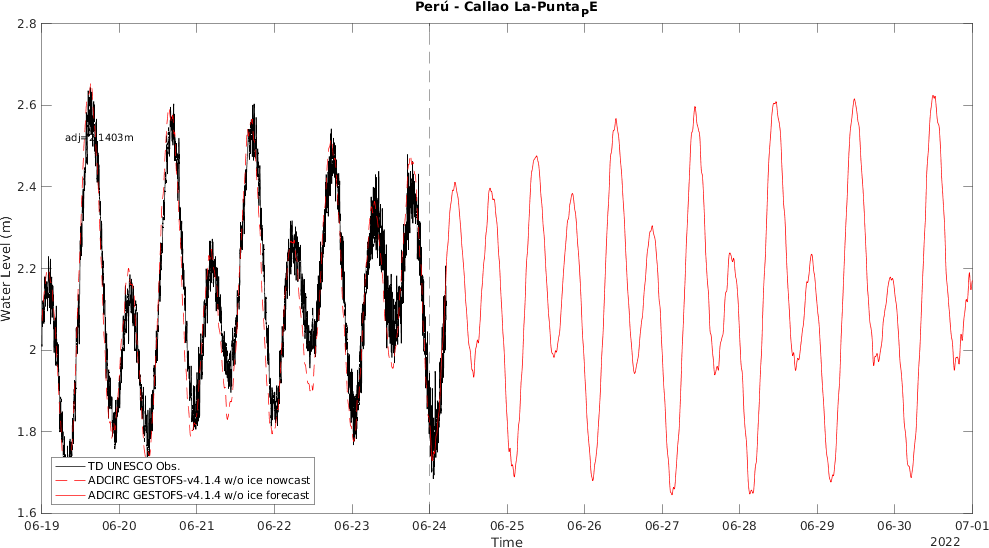 Perú - Callao La-Punta_PE
2.8
2.6
2.4
2.2
2
1.8
1.6
Water Level (m)
TD UNESCO Obs.
ADCIRC GESTOFS-v4.1.4 w/o ice nowcast
ADCIRC GESTOFS-v4.1.4 w/o ice forecast
06-19 06-20 06-21 06-22 06-23 06-24 06-25 06-26 06-27 06-28 06-29 06-30 07-01
Time
2022